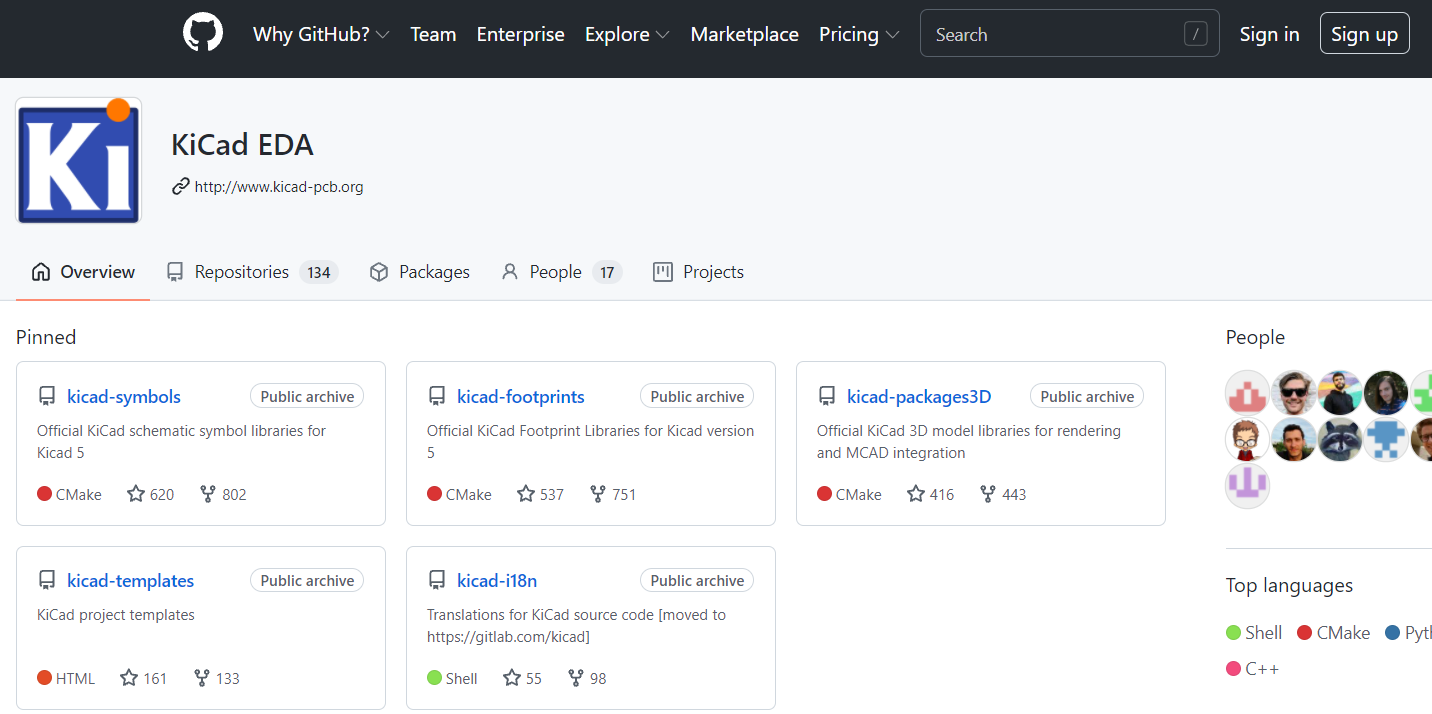 Why GitHub? Team Enterprise Explore Marketplace Pricing Search / Sign in Sign up
Ki
KiCad EDA
http://www.kicad-pcb.org
Overview Repositories 134 Packages People 17 Projects
Pinned
kicad-symbols Public archive
Official KiCad schematic symbol libraries for
Kicad 5
CMake 620 802
kicad-footprints Public archive
Official KiCad Footprint Libraries for Kicad version
5
CMake 537 751
kicad-packages3D Public archive
Official KiCad 3D model libraries for rendering
and MCAD integration
CMake 416 443
kicad-templates Public archive
KiCad project templates
HTML 161 133
kicad-i18n Public archive
Translations for KiCad source code [moved to
https://gitlab.com/kicad]
Shell 55 98
People
Top languages
Shell CMake Pyth
C++